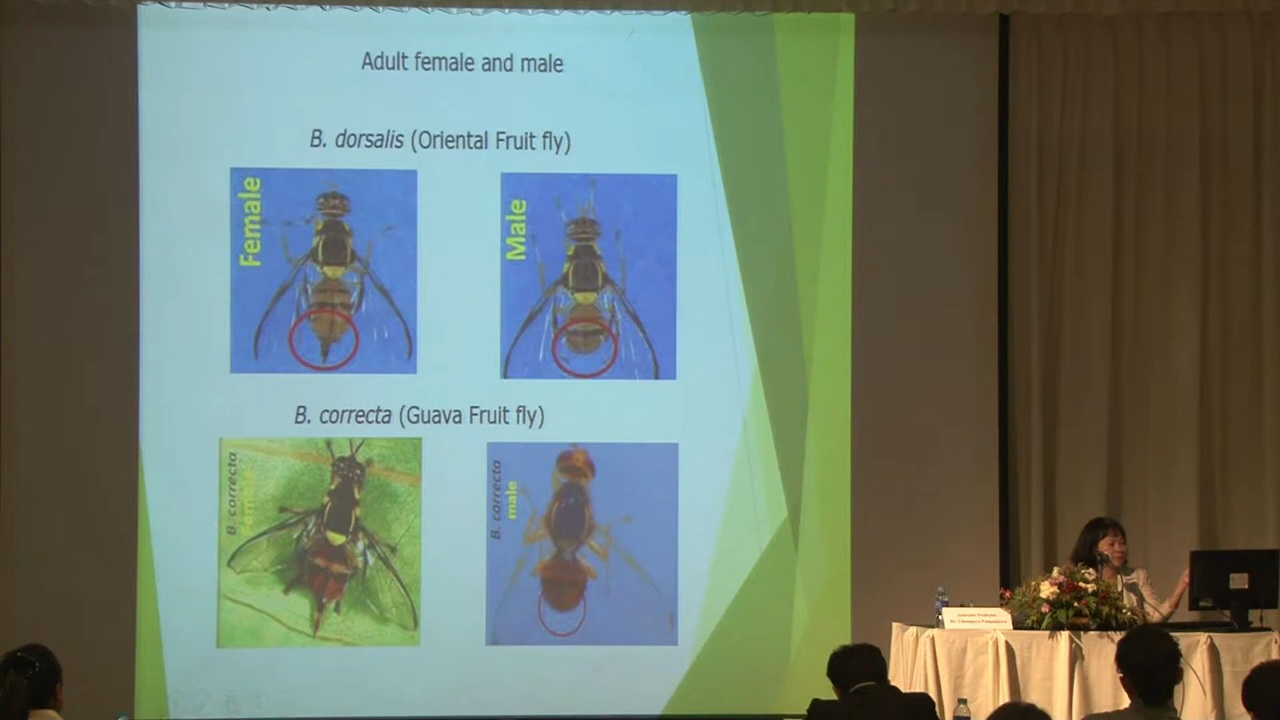 Adult female and male
B. dorsalis (Oriental Fruit fly)
Female
Male
B. correcta (Guava Fruit fly)
B. correcta
B. correcta
male